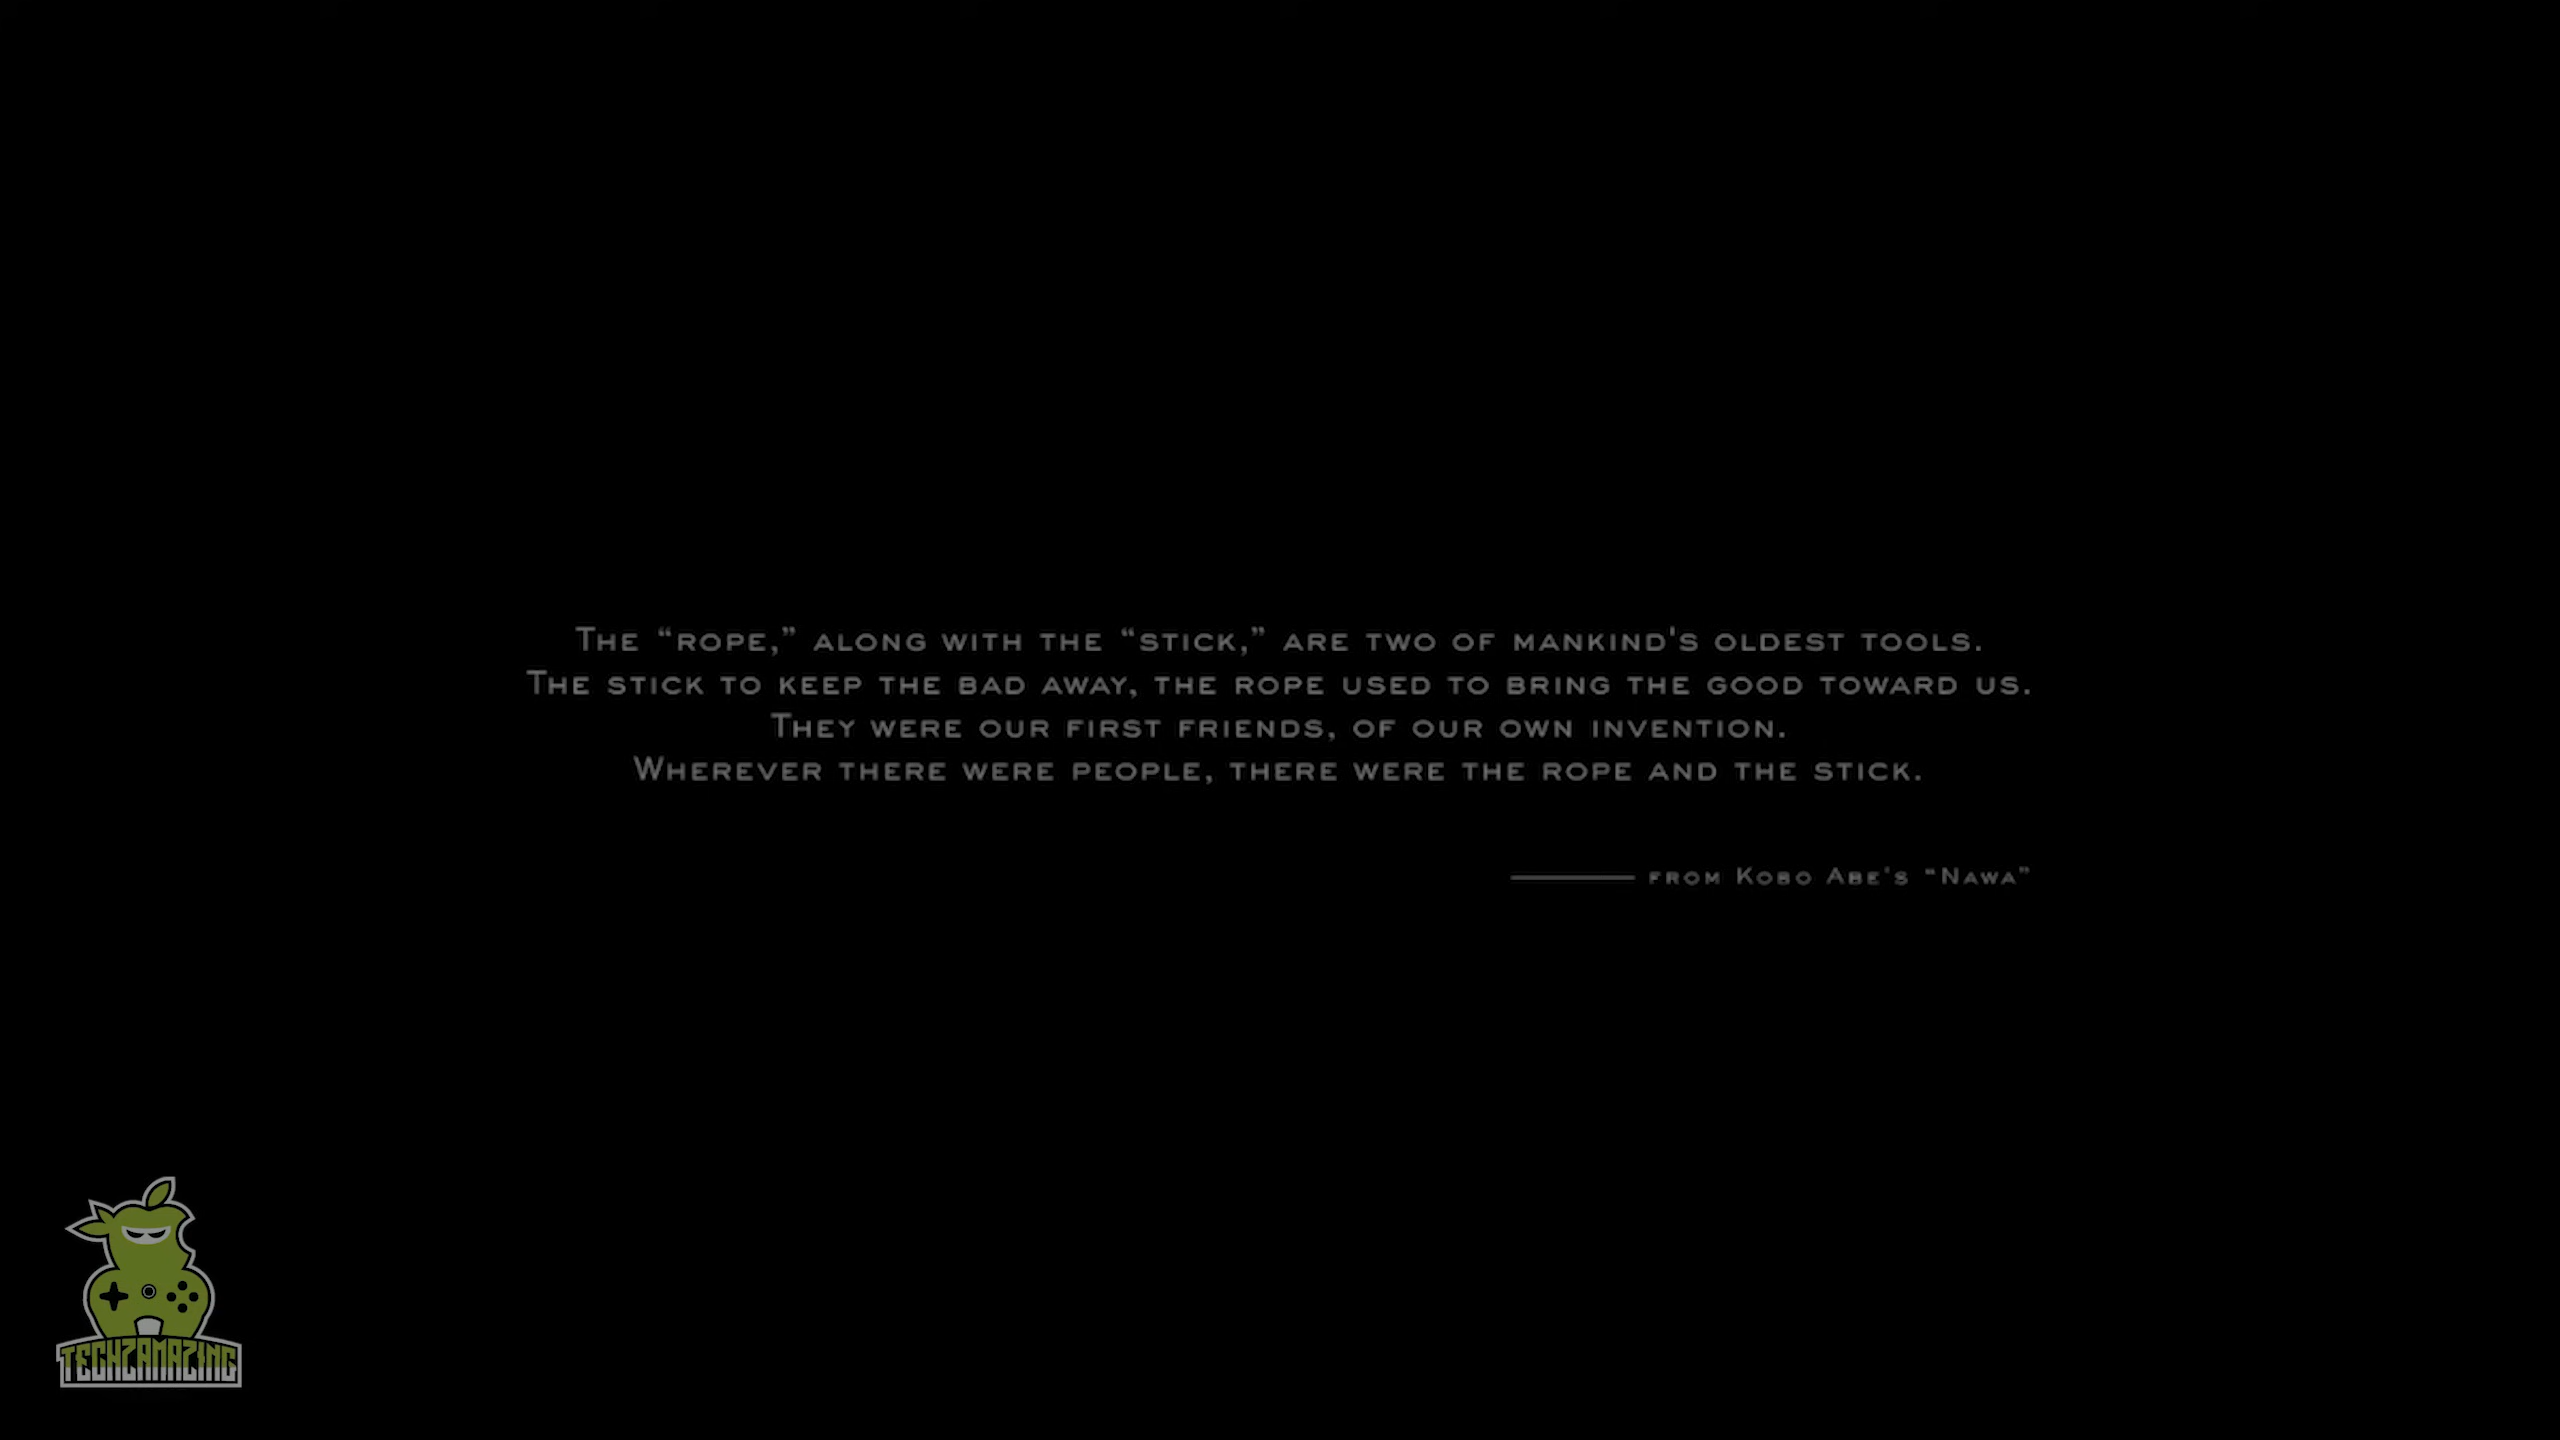 The “rope,” along with the “stick,” are two of mankind's oldest tools.
The stick to keep the bad away, the rope used to bring the good toward us.
They were our first friends, of our own invention.
Wherever there were people, there were the rope and the stick.
from Kobo Abe's “Nawa”
TECHZAMAZING